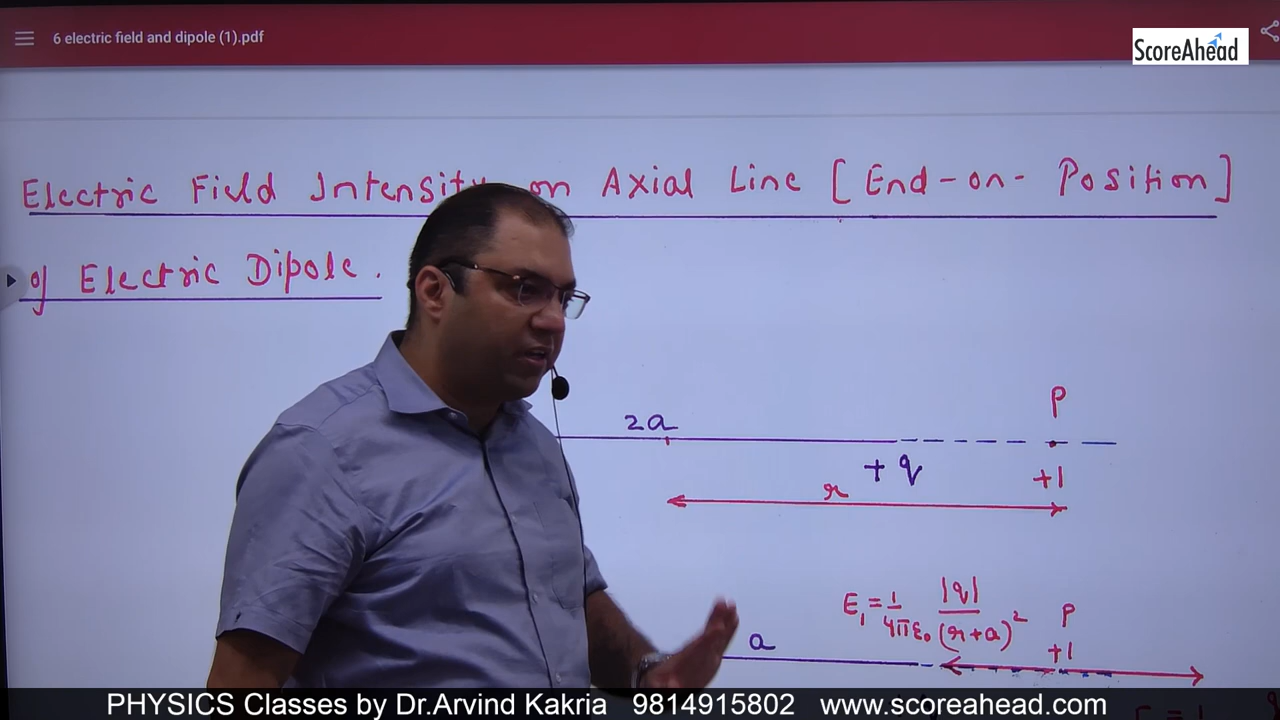 6 electric field and dipole (1).pdf
ScoreAhead
Electric Field Intensity on Axial Line [End-on-Position]
of Electric Dipole.
2a
P
+q
+1
r
E₁ = 1/4πε₀ |q|/(r+a)²
P
+1
a
PHYSICS Classes by Dr.Arvind Kakria 9814915802 www.scoreahead.com